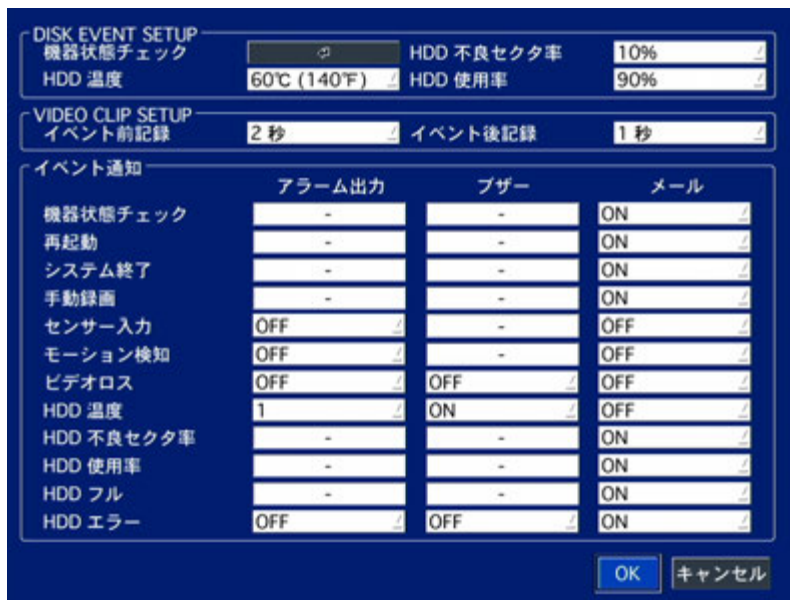 DISK EVENT SETUP
機器状態チェック HDD 不良セクタ率 10%
HDD 温度 60℃ (140℉) HDD 使用率 90%
VIDEO CLIP SETUP
イベント前記録 2 秒 イベント後記録 1 秒
イベント通知
アラーム出力 ブザー メール
機器状態チェック - - ON
再起動 - - ON
システム終了 - - ON
手動録画 - - ON
センサー入力 OFF - OFF
モーション検知 OFF - OFF
ビデオロス OFF OFF OFF
HDD 温度 1 ON OFF
HDD 不良セクタ率 - - ON
HDD 使用率 - - ON
HDD フル - - ON
HDD エラー OFF OFF ON
OK キャンセル